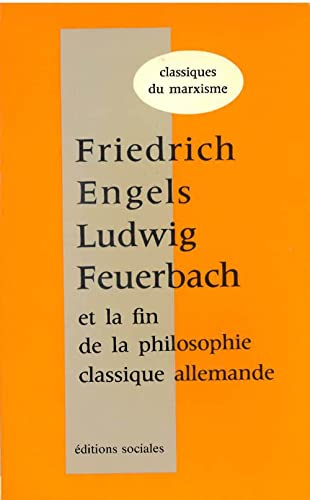 classiques
du marxisme
Friedrich
Engels
Ludwig
Feuerbach
et la fin
de la philosophie
classique allemande
éditions sociales